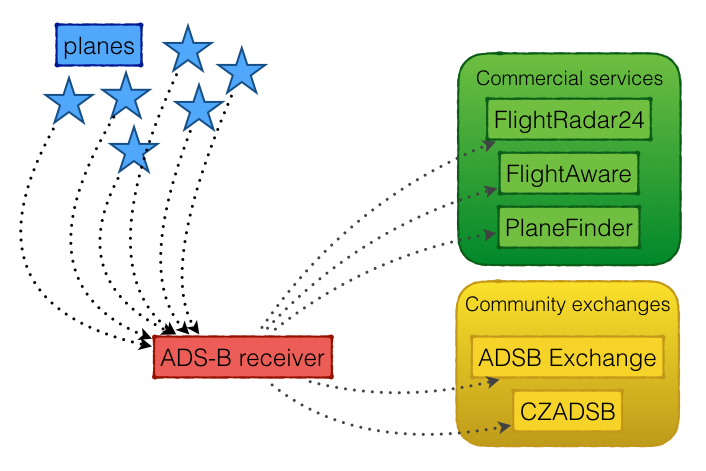 planes
Commercial services
FlightRadar24
FlightAware
PlaneFinder
Community exchanges
ADS-B receiver
ADSB Exchange
CZADSB